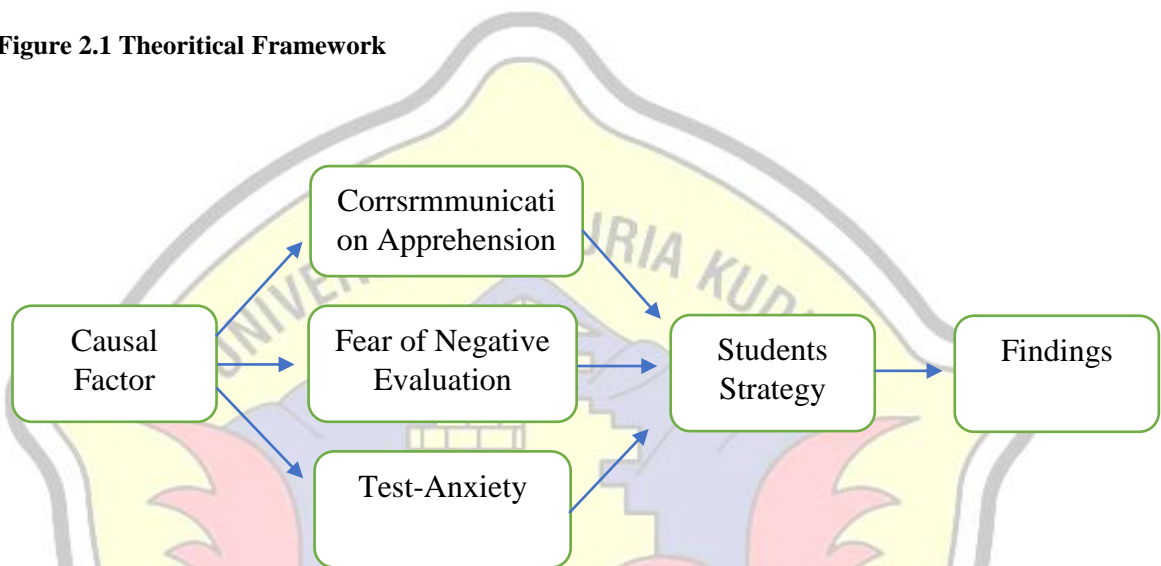 Figure 2.1 Theoritical Framework
Corrsrmmunicati
on Apprehension
Causal
Factor
Fear of Negative
Evaluation
Test-Anxiety
Students
Strategy
Findings